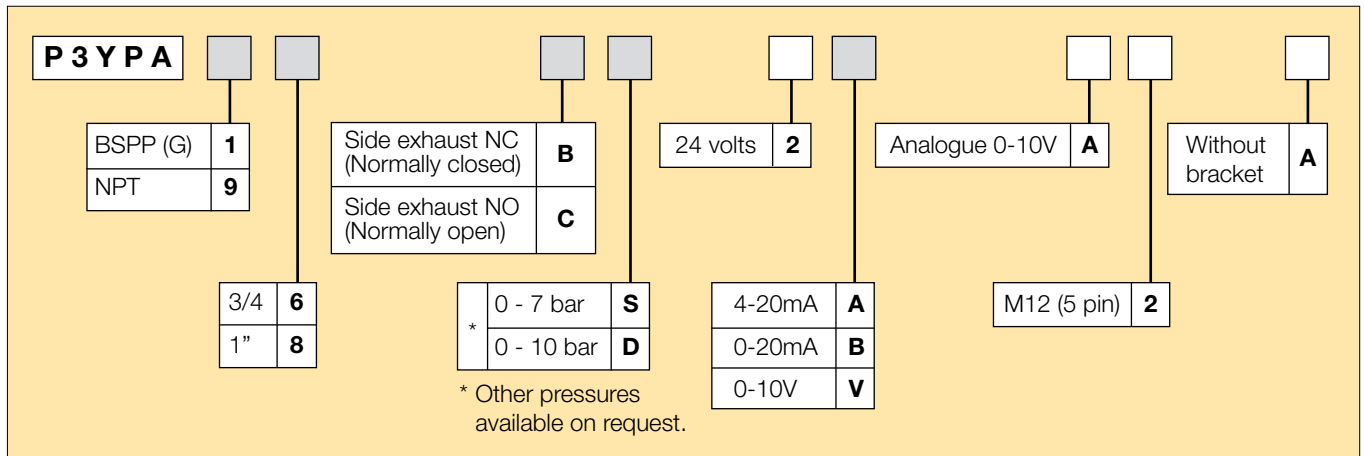 P3YPA
BSPP (G) 1
NPT 9
Side exhaust NC
(Normally closed) B
Side exhaust NO
(Normally open) C
24 volts 2
Analogue 0-10V A
Without
bracket A
3/4 6
1” 8
* 0 - 7 bar S
0 - 10 bar D
* Other pressures
available on request.
4-20mA A
0-20mA B
0-10V V
M12 (5 pin) 2